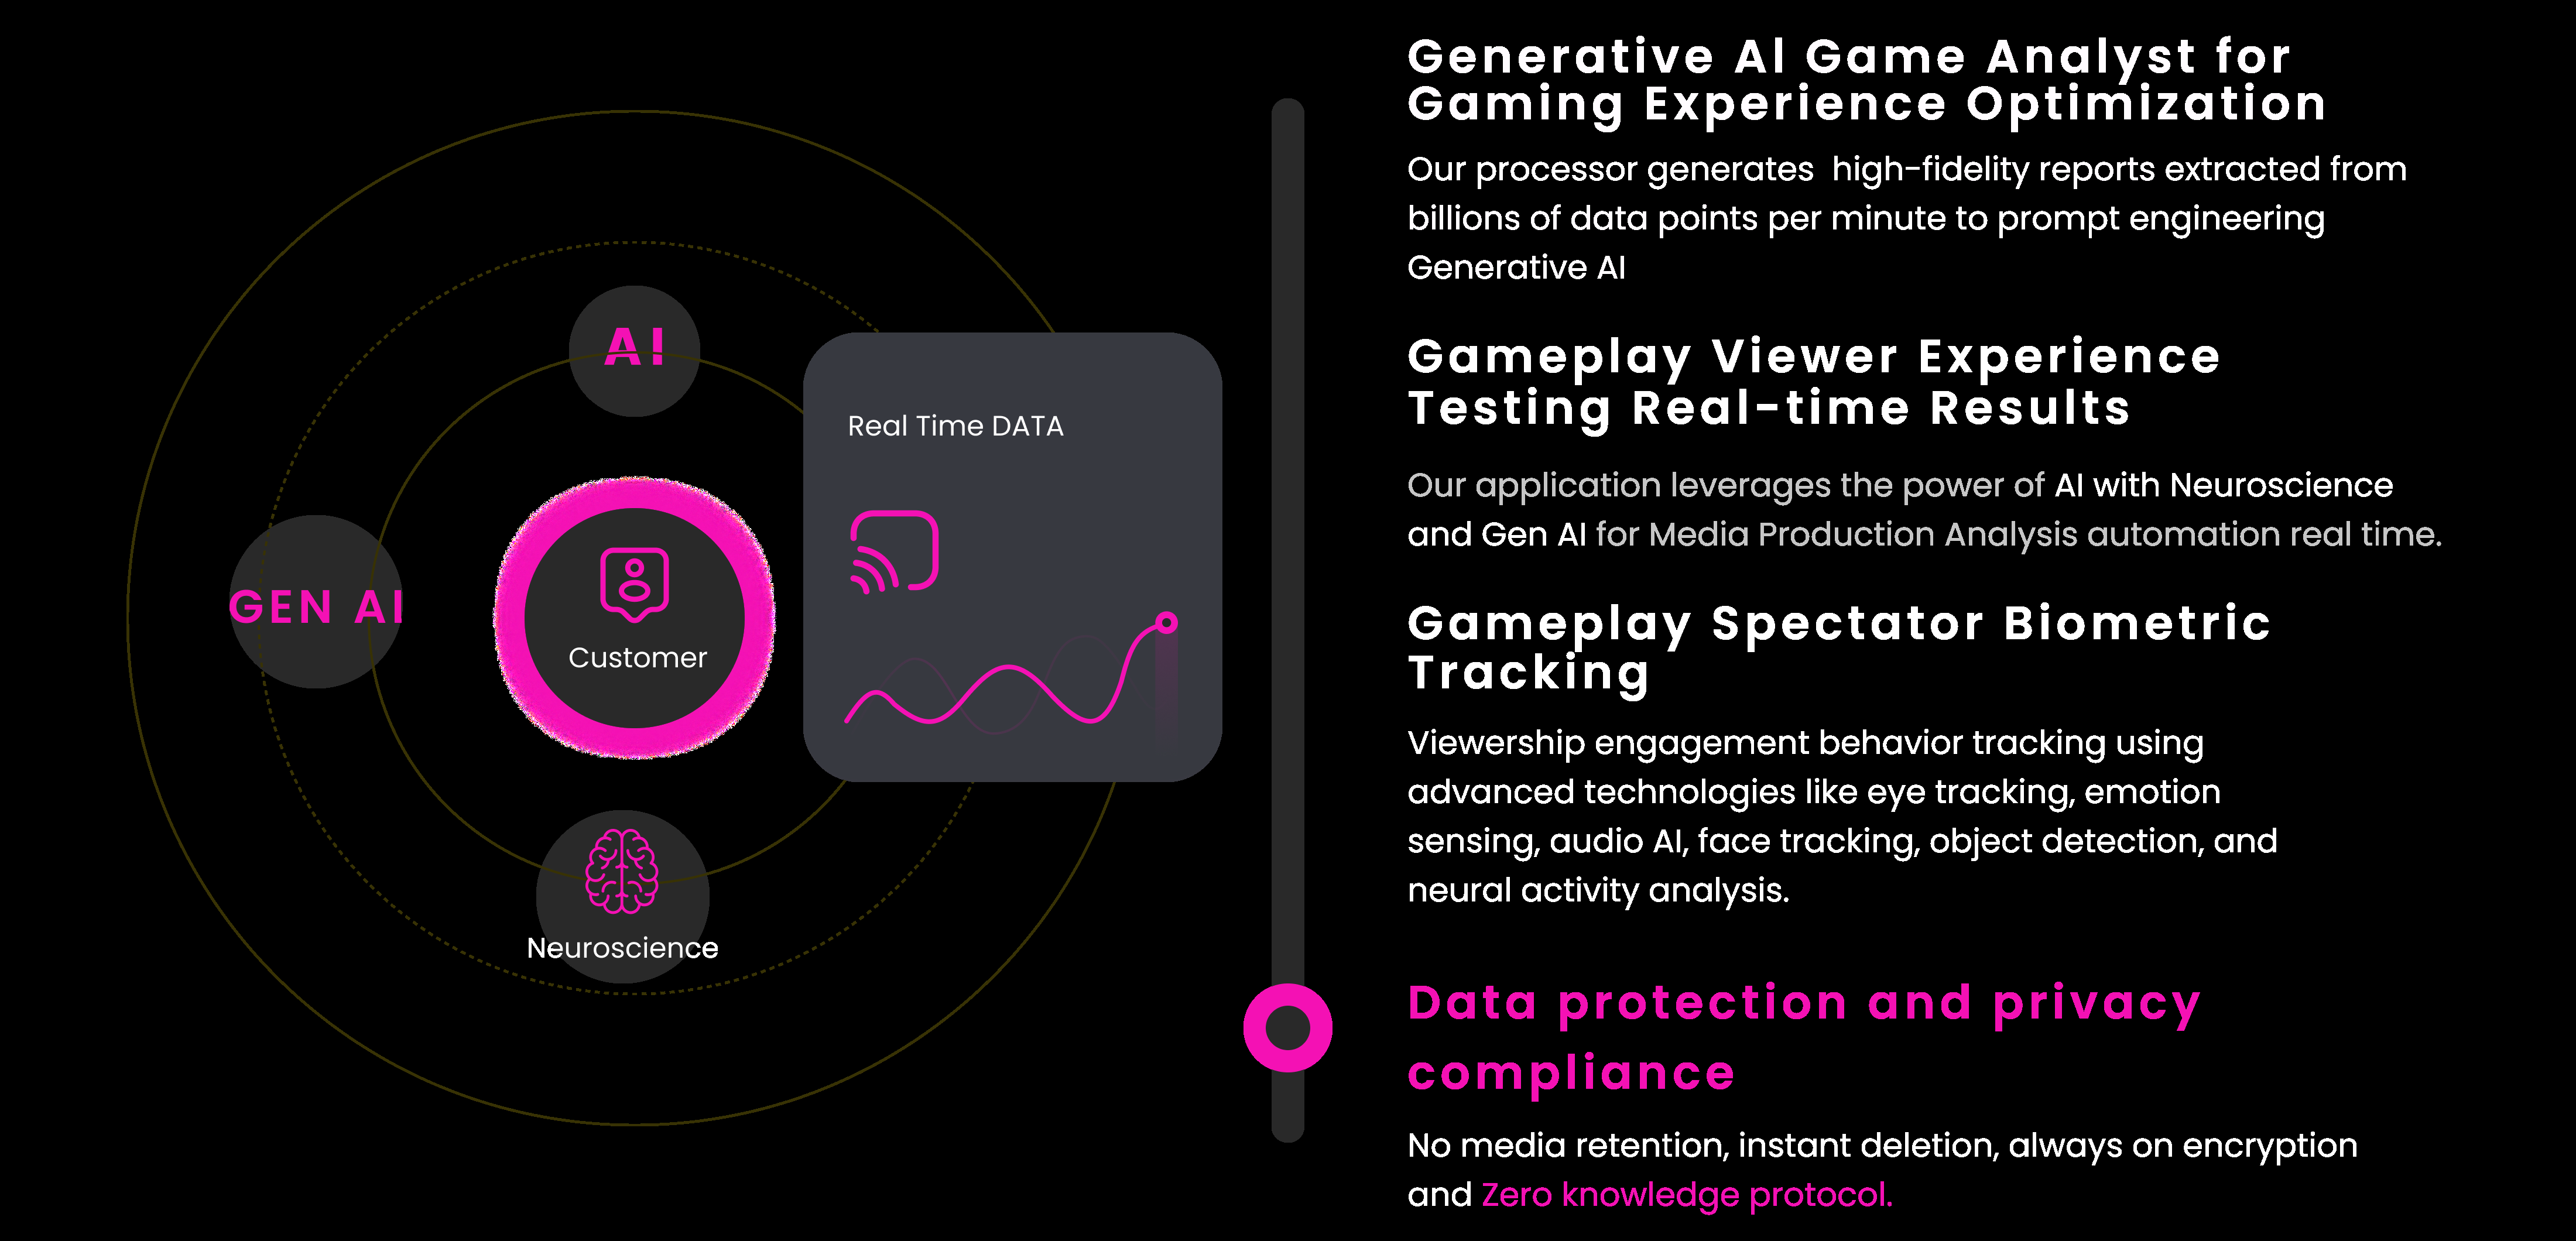 AI
GEN AI
Customer
Neuroscience
Real Time DATA
Generative AI Game Analyst for
Gaming Experience Optimization
Our processor generates  high-fidelity reports extracted from
billions of data points per minute to prompt engineering
Generative AI
Gameplay Viewer Experience
Testing Real-time Results
Our application leverages the power of AI with Neuroscience
and Gen AI for Media Production Analysis automation real time.
Gameplay Spectator Biometric
Tracking
Viewership engagement behavior tracking using
advanced technologies like eye tracking, emotion
sensing, audio AI, face tracking, object detection, and
neural activity analysis.
Data protection and privacy
compliance
No media retention, instant deletion, always on encryption
and Zero knowledge protocol.